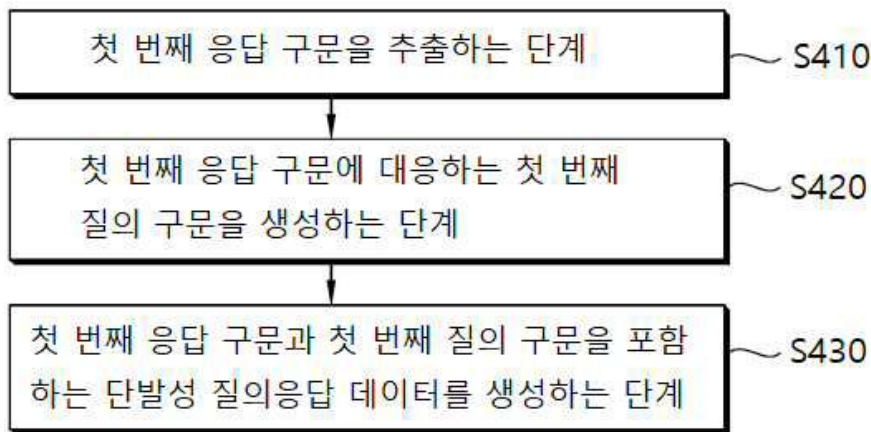 첫 번째 응답 구문을 추출하는 단계
S410
첫 번째 응답 구문에 대응하는 첫 번째
질의 구문을 생성하는 단계
S420
첫 번째 응답 구문과 첫 번째 질의 구문을 포함
하는 단발성 질의응답 데이터를 생성하는 단계
S430